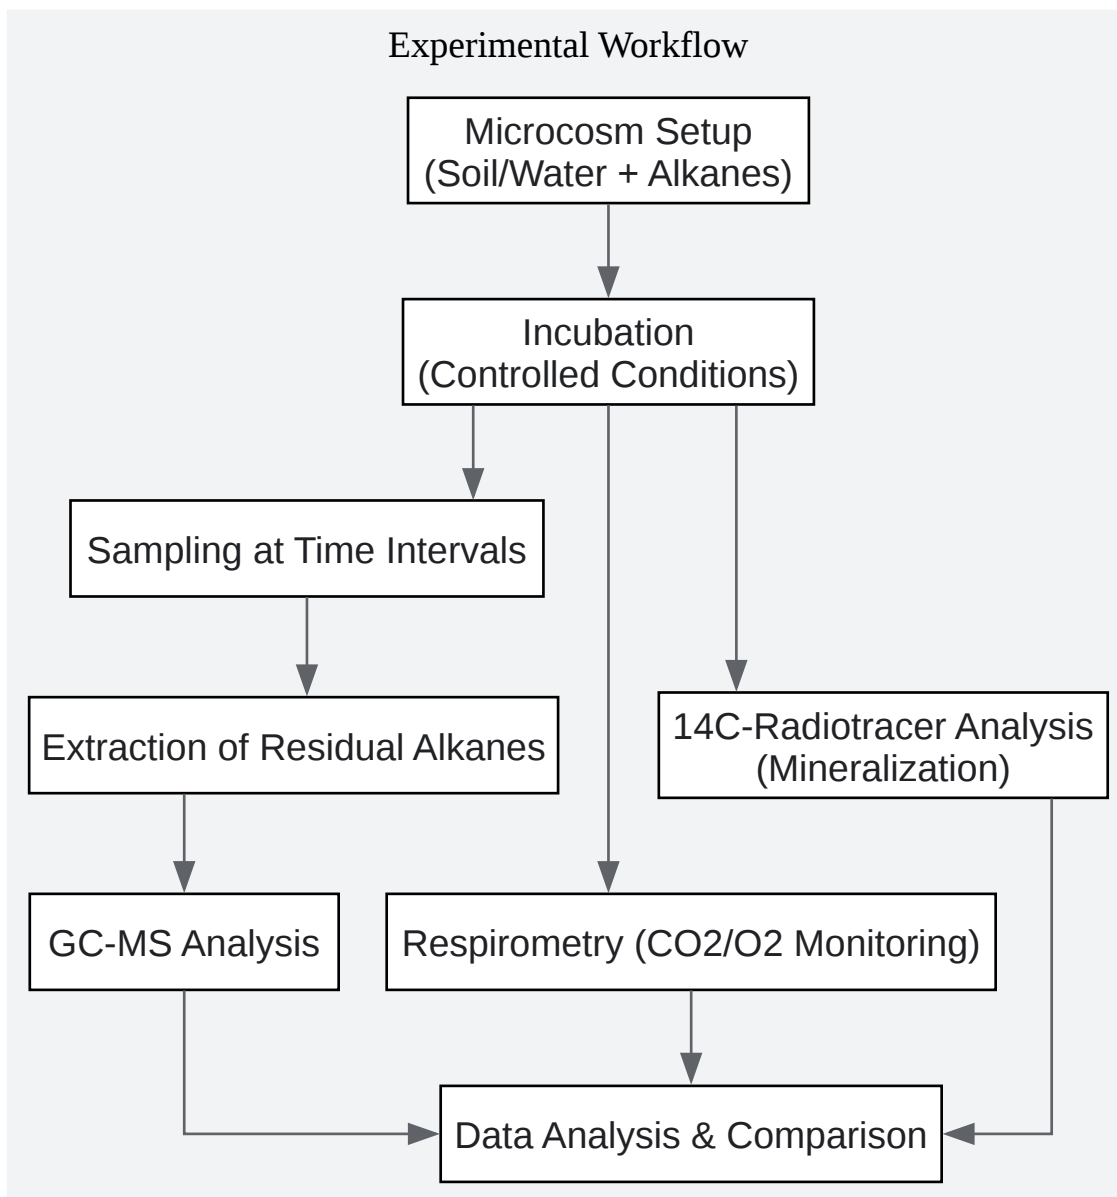 Experimental Workflow
Microcosm Setup
(Soil/Water + Alkanes)
Incubation
(Controlled Conditions)
Sampling at Time Intervals
Extraction of Residual Alkanes
14C-Radiotracer Analysis
(Mineralization)
GC-MS Analysis
Respirometry (CO2/O2 Monitoring)
Data Analysis & Comparison